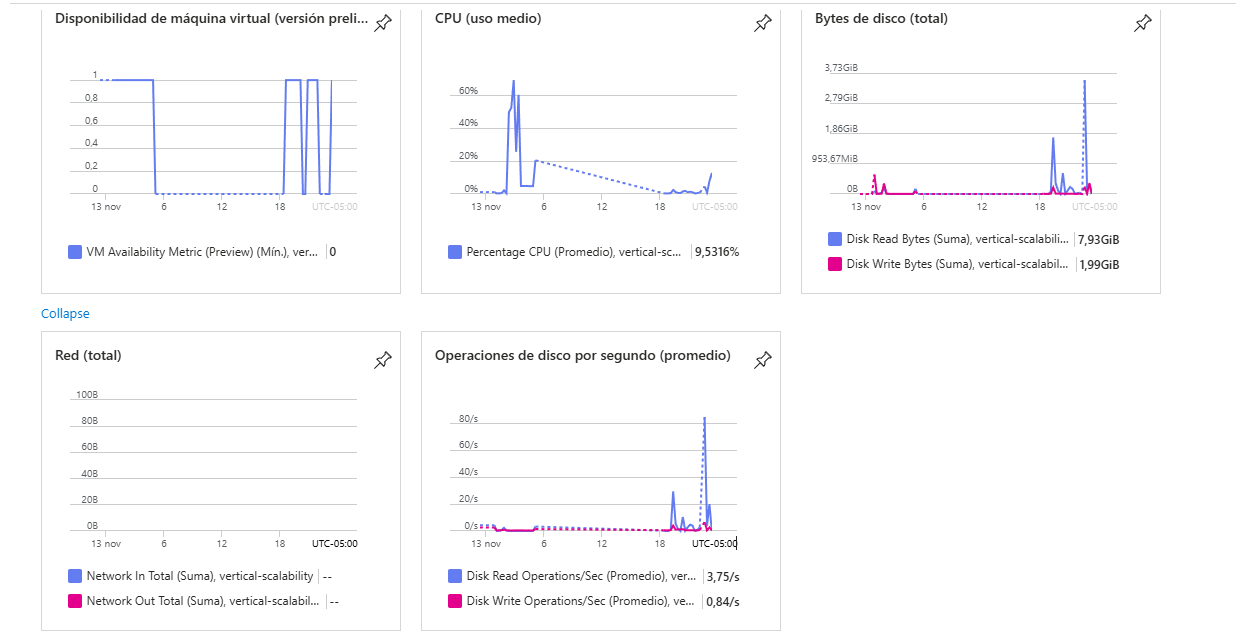 Disponibilidad de máquina virtual (versión preli...
1
0,8
0,6
0,4
0,2
0
13 nov 6 12 18 UTC-05:00
VM Availability Metric (Preview) (Mín.), ver... 0
CPU (uso medio)
60%
40%
20%
0%
13 nov 6 12 18 UTC-05:00
Percentage CPU (Promedio), vertical-sc... 9,5316%
Bytes de disco (total)
3,73GiB
2,79GiB
1,86GiB
953,67MiB
0B
13 nov 6 12 18 UTC-05:00
Disk Read Bytes (Suma), vertical-scalabili... 7,93GiB
Disk Write Bytes (Suma), vertical-scalabil... 1,99GiB
Collapse
Red (total)
100B
80B
60B
40B
20B
0B
13 nov 6 12 18 UTC-05:00
Network In Total (Suma), vertical-scalability --
Network Out Total (Suma), vertical-scalabil... --
Operaciones de disco por segundo (promedio)
80/s
60/s
40/s
20/s
0/s
13 nov 6 12 18 UTC-05:00
Disk Read Operations/Sec (Promedio), ver... 3,75/s
Disk Write Operations/Sec (Promedio), ve... 0,84/s